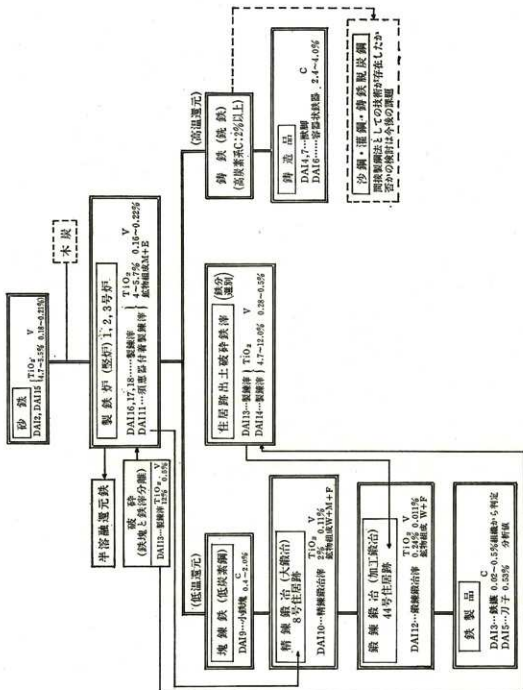 砂鉄
TiO₂ V
DAI2, DAI15 4.7~5.5% 0.18~0.21%
木炭
製鉄炉(竪炉)1, 2, 3号炉
DAI16, 17, 18……製錬滓
DAI11…須恵器付着製錬滓
TiO₂ V
4~5.7% 0.16~0.22%
鉱物組成M+E
半溶融還元鉄
破砕
(鉄塊と鉄滓分離)
TiO₂ V
DAI13…製錬滓 12% 0.5%
(低温還元)
(高温還元)
塊錬鉄(低炭素鋼)
C
DAI9…小鉄塊 0.4~2.0%
精錬鍛冶(大鍛冶)
8号住居跡
TiO₂ V
DAI10…精錬鍛冶滓 2% 0.11%
鉱物組成 W+M+F
鍛錬鍛冶(加工鍛冶)
44号住居跡
TiO₂ V
DAI12…鍛錬鍛冶滓 0.24% 0.011%
鉱物組成 W+F
鉄製品
C
DAI3…鉄鏃 0.02~0.5%組織から判定
DAI5…刀子 0.53% 分析値
住居跡出土破砕鉄滓
(鉄分選別)
DAI13…製錬滓
DAI14…製錬滓
TiO₂ V
4.7~12.0% 0.28~0.5%
鋳鉄(銑鉄)
(高炭素系C:2%以上)
鋳造品
C
DAI4, 7…獣脚
DAI6……容器状鉄器 2.4~4.0%
沙鋼・灌鋼・鋳鉄脱炭鋼
間接製鋼法としての技術が存在したか
否かの検討は今後の課題